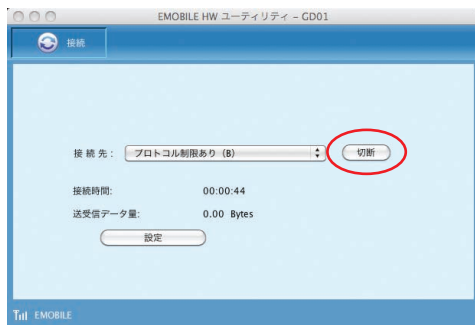 EMOBILE HW ユーティリティ - GD01
接続
接続先: プロトコル制限あり (B) 切断
接続時間: 00:00:44
送受信データ量: 0.00 Bytes
設定
EMOBILE